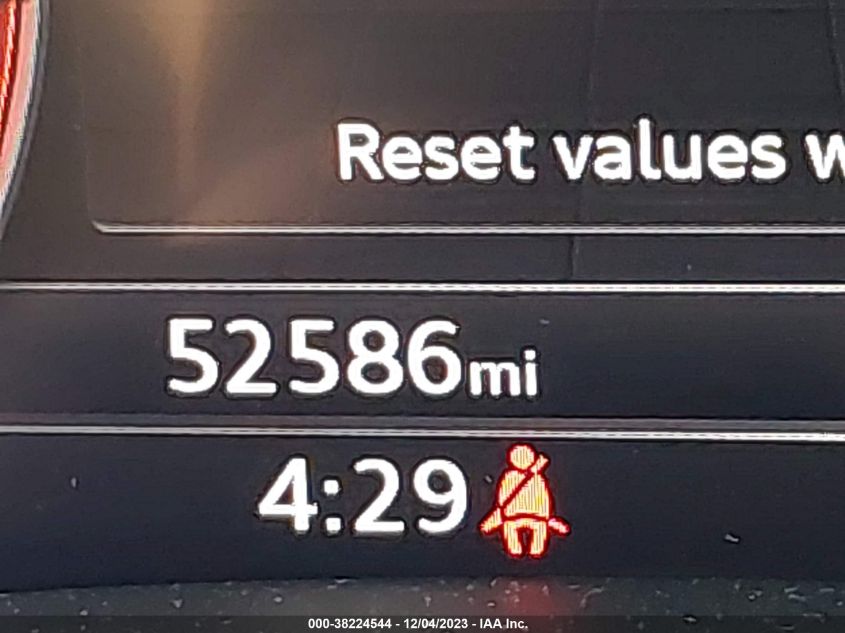 Reset values
52586mi
4:29
000-38224544 - 12/04/2023 - IAA Inc.